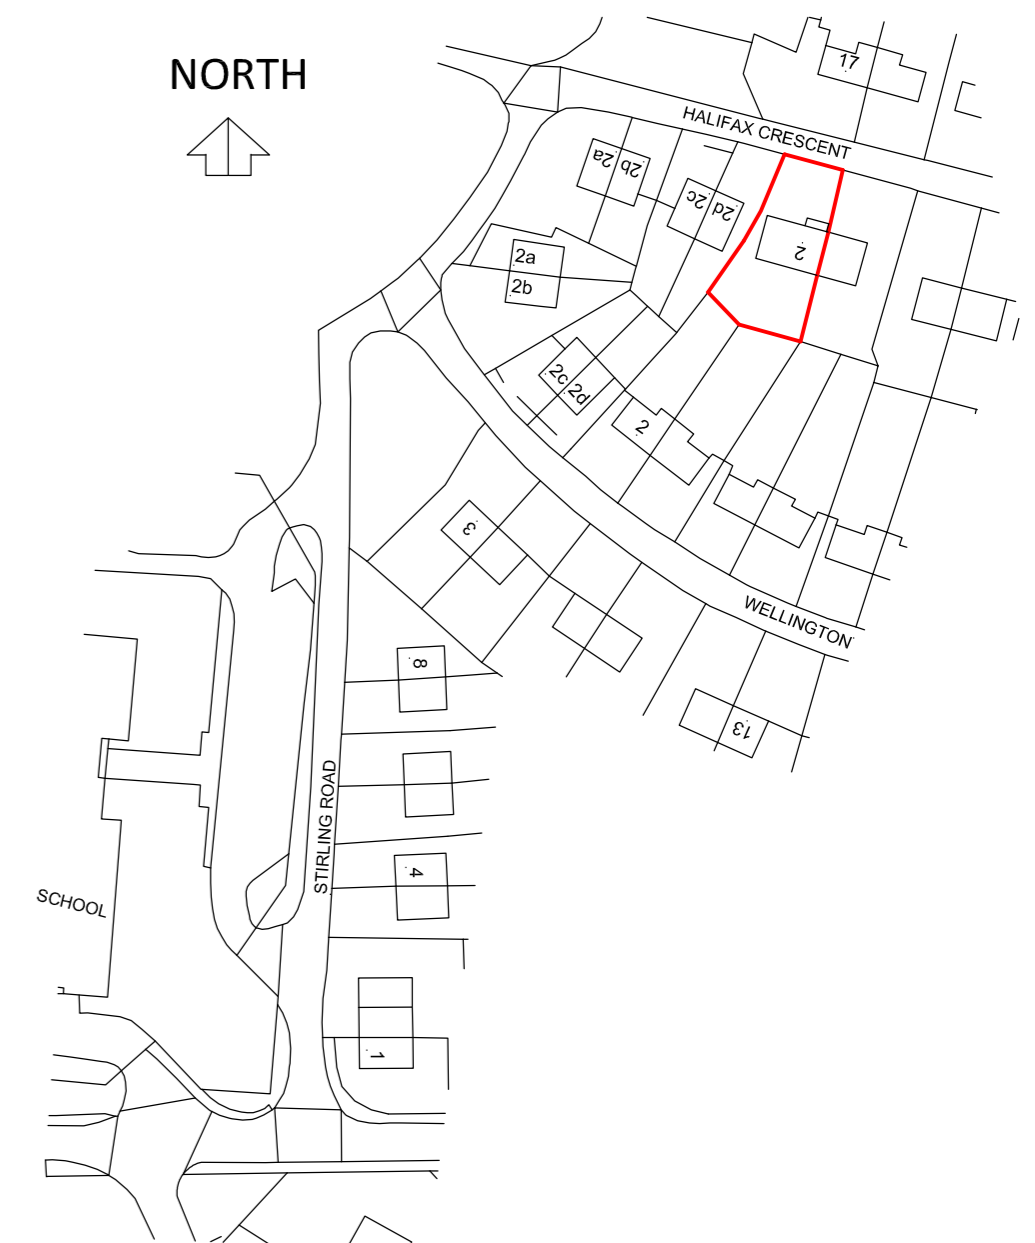 NORTH
17
HALIFAX CRESCENT
2a 2b
2c 2d
2
2a
2b
2c 2d
2
3
WELLINGTON
8
13
STIRLING ROAD
4
SCHOOL
1